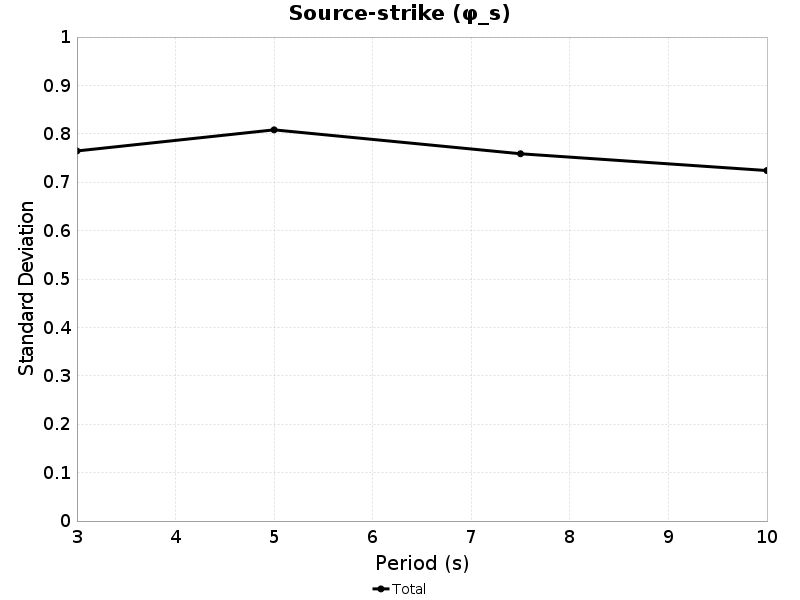 Source-strike (φ_s)
1
0.9
0.8
0.7
0.6
0.5
0.4
0.3
0.2
0.1
0
Standard Deviation
3 4 5 6 7 8 9 10
Period (s)
Total